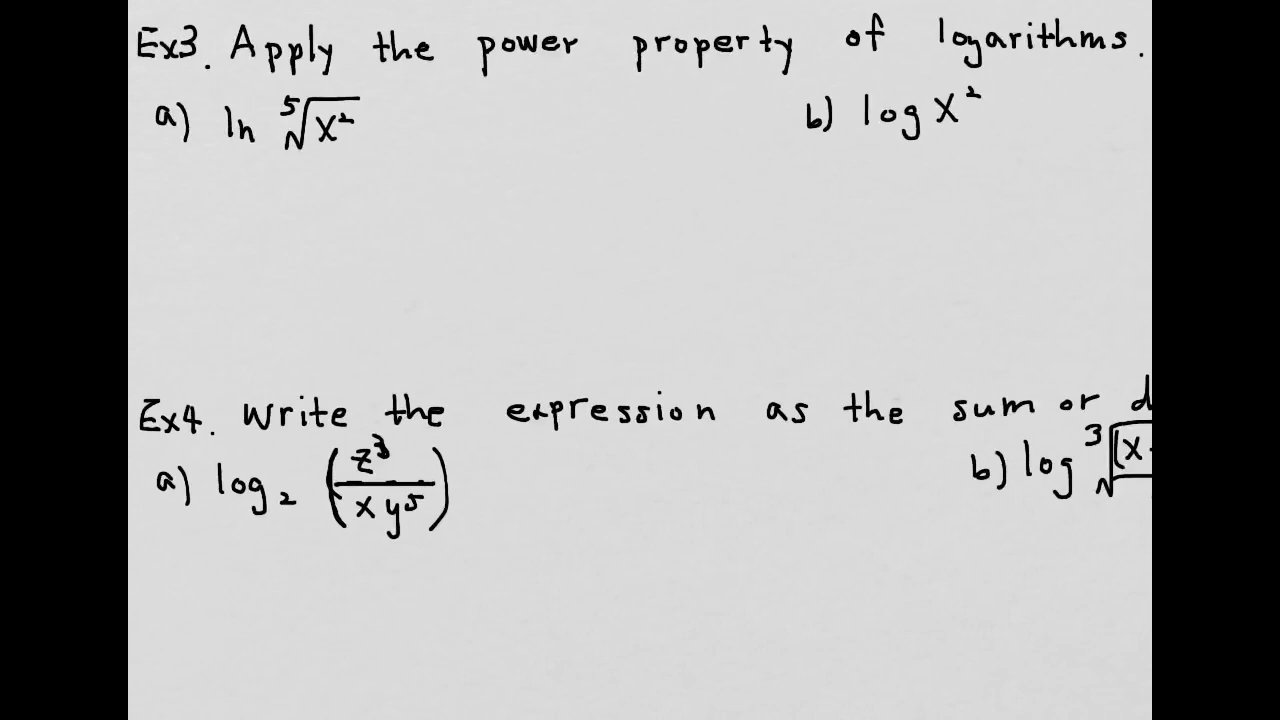 Ex3. Apply the power property of logarithms.
a) ln ⁵√x² b) log x²
Ex4. Write the expression as the sum or d
a) log₂ (z³ / x y⁵) b) log ³√(x